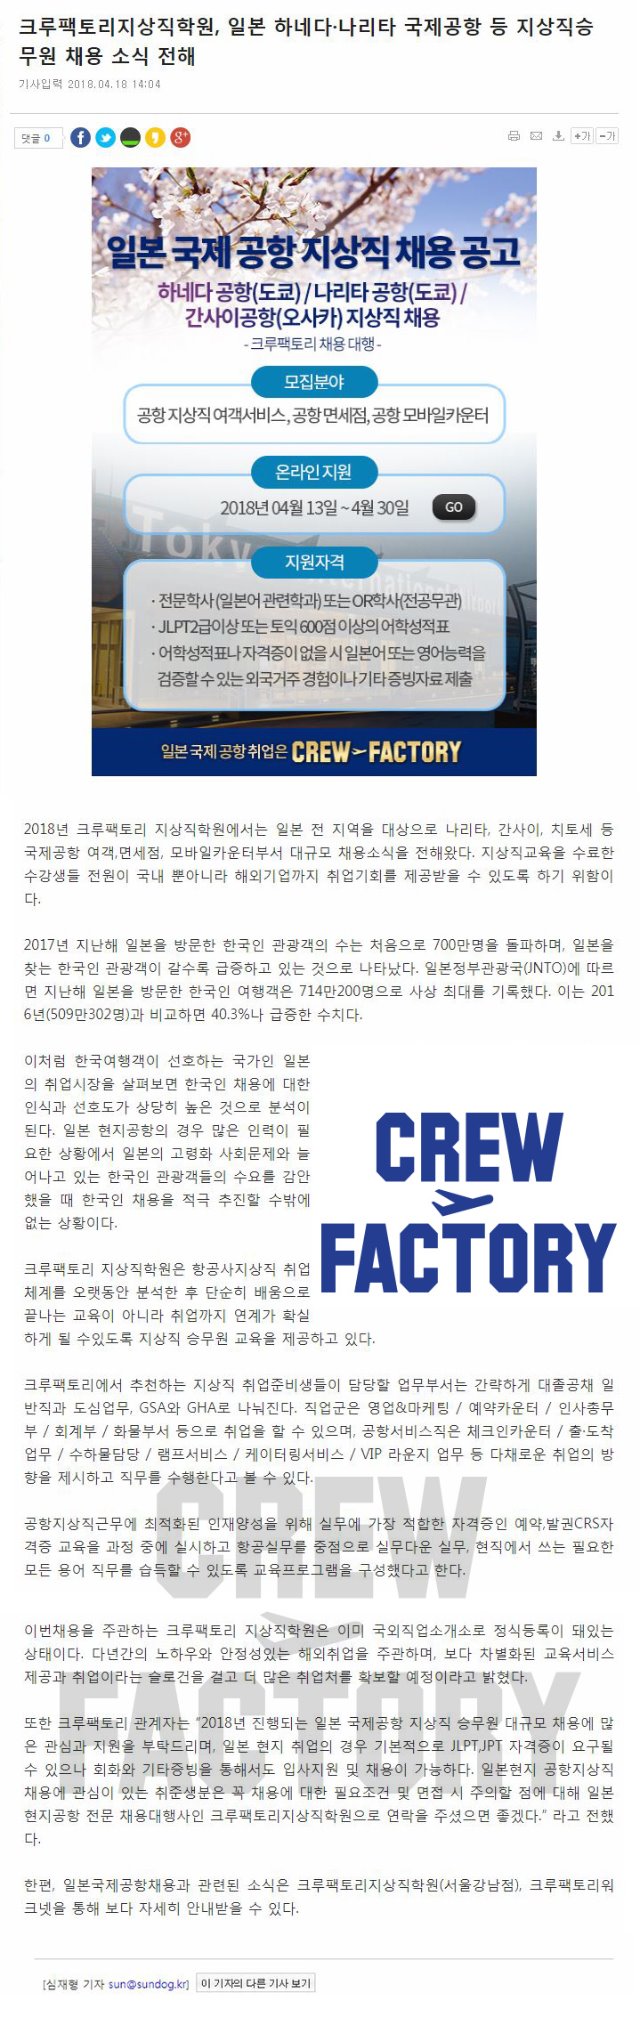 크루팩토리지상직학원, 일본 하네다·나리타 국제공항 등 지상직승
무원 채용 소식 전해
기사입력 2018.04.18 14:04
댓글 0
+가 -가
일본 국제 공항 지상직 채용 공고
하네다 공항(도쿄) / 나리타 공항(도쿄) /
간사이공항(오사카) 지상직 채용
- 크루팩토리 채용 대행 -
모집분야
공항 지상직 여객서비스, 공항 면세점, 공항 모바일카운터
온라인 지원
2018년 04월 13일 ~ 4월 30일 GO
지원자격
· 전문학사 (일본어 관련학과) 또는 OR학사(전공무관)
· JLPT2급이상 또는 토익 600점 이상의 어학성적표
· 어학성적표나 자격증이 없을 시 일본어 또는 영어능력을
검증할 수 있는 외국거주 경험이나 기타 증빙자료 제출
일본 국제 공항 취업은 CREW FACTORY
2018년 크루팩토리 지상직학원에서는 일본 전 지역을 대상으로 나리타, 간사이, 치토세 등
국제공항 여객,면세점, 모바일카운터부서 대규모 채용소식을 전해왔다. 지상직교육을 수료한
수강생들 전원이 국내 뿐아니라 해외기업까지 취업기회를 제공받을 수 있도록 하기 위함이
다.
2017년 지난해 일본을 방문한 한국인 관광객의 수는 처음으로 700만명을 돌파하며, 일본을
찾는 한국인 관광객이 갈수록 급증하고 있는 것으로 나타났다. 일본정부관광국(JNTO)에 따르
면 지난해 일본을 방문한 한국인 여행객은 714만200명으로 사상 최대를 기록했다. 이는 201
6년(509만302명)과 비교하면 40.3%나 급증한 수치다.
이처럼 한국여행객이 선호하는 국가인 일본
의 취업시장을 살펴보면 한국인 채용에 대한
인식과 선호도가 상당히 높은 것으로 분석이
된다. 일본 현지공항의 경우 많은 인력이 필
요한 상황에서 일본의 고령화 사회문제와 늘
어나고 있는 한국인 관광객들의 수요를 감안
했을 때 한국인 채용을 적극 추진할 수밖에
없는 상황이다.
CREW
FACTORY
크루팩토리 지상직학원은 항공사지상직 취업
체계를 오랫동안 분석한 후 단순히 배움으로
끝나는 교육이 아니라 취업까지 연계가 확실
하게 될 수있도록 지상직 승무원 교육을 제공하고 있다.
크루팩토리에서 추천하는 지상직 취업준비생들이 담당할 업무부서는 간략하게 대졸공채 일
반직과 도심업무, GSA와 GHA로 나눠진다. 직업군은 영업&마케팅 / 예약카운터 / 인사총무
부 / 회계부 / 화물부서 등으로 취업을 할 수 있으며, 공항서비스직은 체크인카운터 / 출·도착
업무 / 수하물담당 / 램프서비스 / 케이터링서비스 / VIP 라운지 업무 등 다채로운 취업의 방
향을 제시하고 직무를 수행한다고 볼 수 있다.
공항지상직근무에 최적화된 인재양성을 위해 실무에 가장 적합한 자격증인 예약,발권CRS자
격증 교육을 과정 중에 실시하고 항공실무를 중점으로 실무다운 실무, 현직에서 쓰는 필요한
모든 용어 직무를 습득할 수 있도록 교육프로그램을 구성했다고 한다.
이번채용을 주관하는 크루팩토리 지상직학원은 이미 국외직업소개소로 정식등록이 돼있는
상태이다. 다년간의 노하우와 안정성있는 해외취업을 주관하며, 보다 차별화된 교육서비스
제공과 취업이라는 슬로건을 걸고 더 많은 취업처를 확보할 예정이라고 밝혔다.
또한 크루팩토리 관계자는 “2018년 진행되는 일본 국제공항 지상직 승무원 대규모 채용에 많
은 관심과 지원을 부탁드리며, 일본 현지 취업의 경우 기본적으로 JLPT,JPT 자격증이 요구될
수 있으나 회화와 기타증빙을 통해서도 입사지원 및 채용이 가능하다. 일본현지 공항지상직
채용에 관심이 있는 취준생분은 꼭 채용에 대한 필요조건 및 면접 시 주의할 점에 대해 일본
현지공항 전문 채용대행사인 크루팩토리지상직학원으로 연락을 주셨으면 좋겠다.” 라고 전했
다.
한편, 일본국제공항채용과 관련된 소식은 크루팩토리지상직학원(서울강남점), 크루팩토리워
크넷을 통해 보다 자세히 안내받을 수 있다.
CREW
FACTORY
[심재형 기자 sun@sundog.kr] 이 기자의 다른 기사 보기